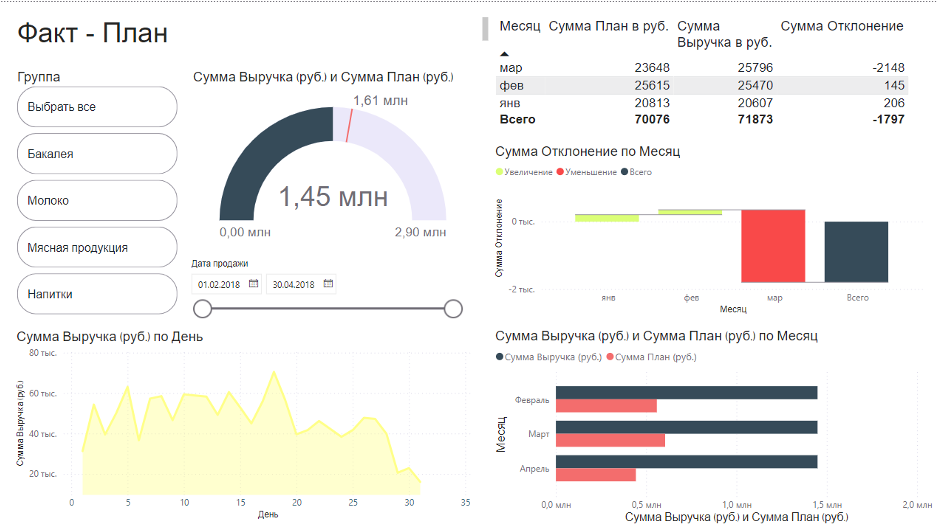 Факт - План
Группа
Выбрать все
Бакалея
Молоко
Мясная продукция
Напитки
Сумма Выручка (руб.) и Сумма План (руб.)
1,61 млн
1,45 млн
0,00 млн
2,90 млн
Дата продажи
01.02.2018
30.04.2018
Месяц Сумма План в руб. Сумма Сумма Отклонение
Выручка в руб.
мар 23648 25796 -2148
фев 25615 25470 145
янв 20813 20607 206
Всего 70076 71873 -1797
Сумма Отклонение по Месяц
Увеличение Уменьшение Всего
Сумма Отклонение
0 тыс.
-2 тыс.
янв фев мар Всего
Месяц
Сумма Выручка (руб.) по День
Сумма Выручка (руб.)
80 тыс.
60 тыс.
40 тыс.
20 тыс.
0 5 10 15 20 25 30 35
День
Сумма Выручка (руб.) и Сумма План (руб.) по Месяц
Сумма Выручка (руб.) Сумма План (руб.)
Месяц
Февраль
Март
Апрель
0,0 млн 0,5 млн 1,0 млн 1,5 млн 2,0 млн
Сумма Выручка (руб.) и Сумма План (руб.)